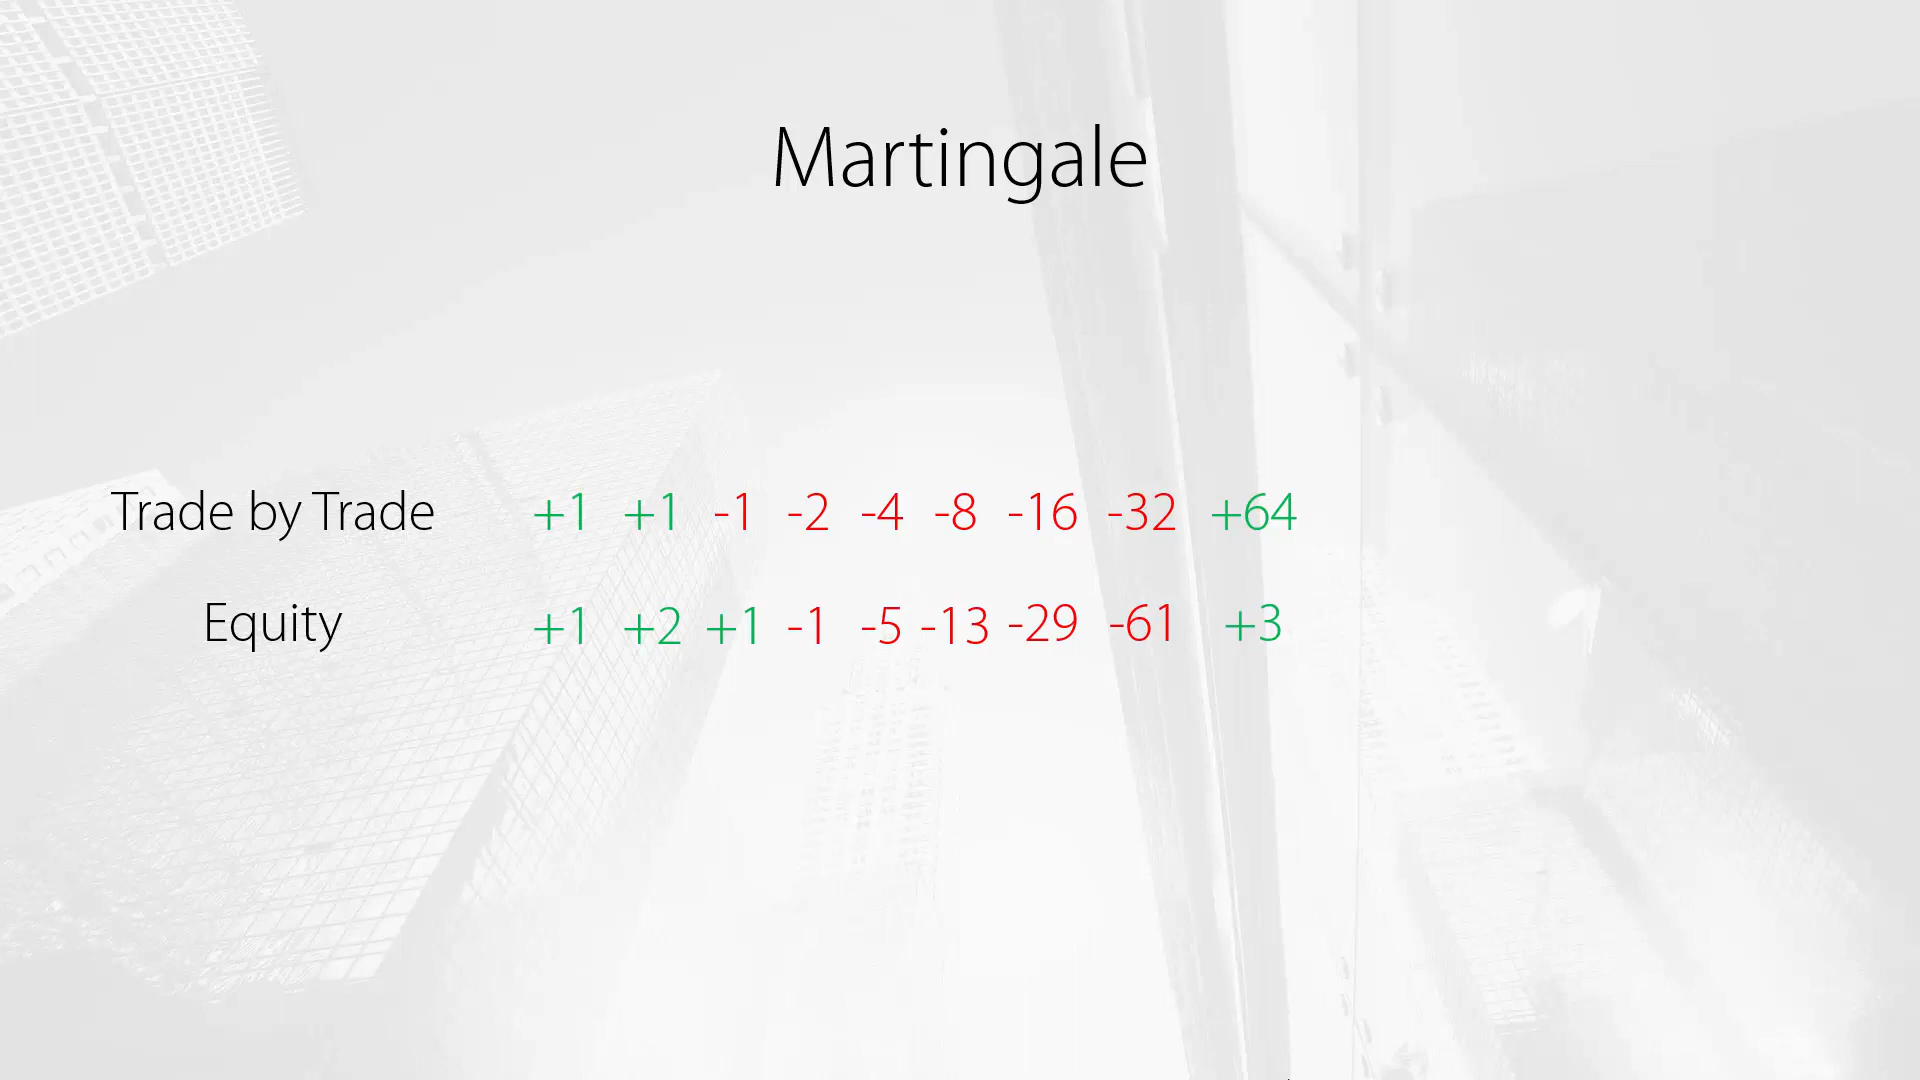 Martingale
Trade by Trade +1 +1 -1 -2 -4 -8 -16 -32 +64
Equity +1 +2 +1 -1 -5 -13 -29 -61 +3